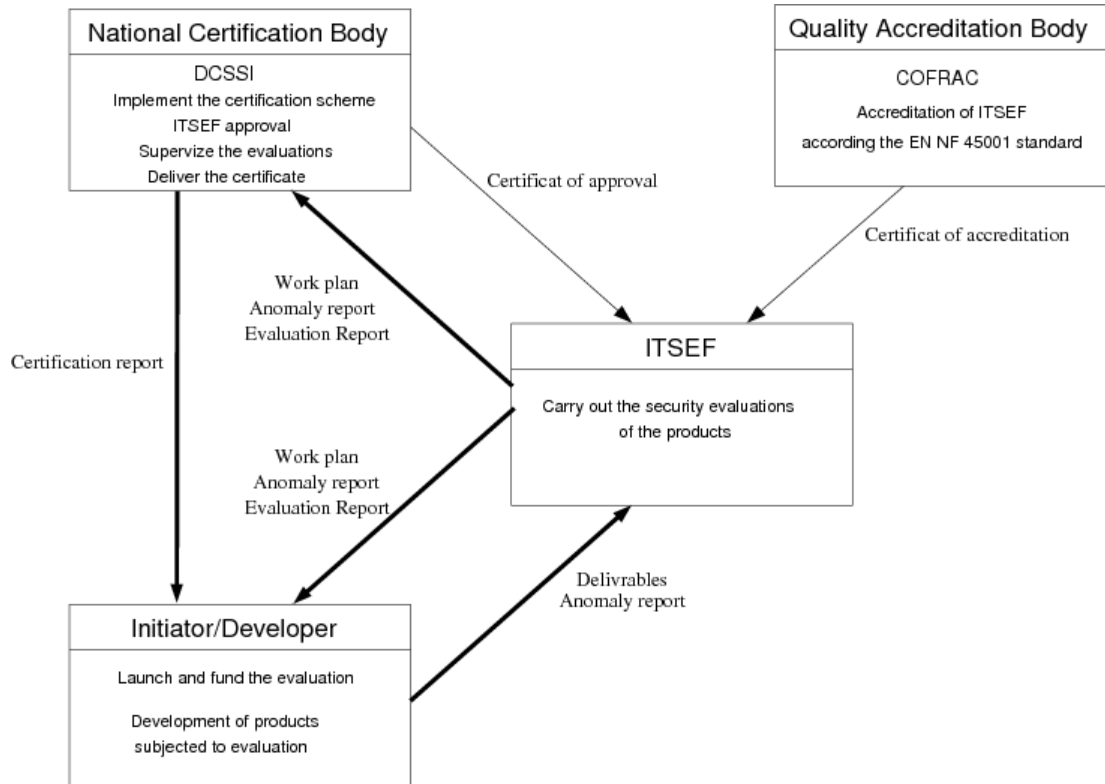 National Certification Body
DCSSI
Implement the certification scheme
ITSEF approval
Supervize the evaluations
Deliver the certificate
Quality Accreditation Body
COFRAC
Accreditation of ITSEF
according the EN NF 45001 standard
Certificat of approval
Certificat of accreditation
Work plan
Anomaly report
Evaluation Report
Certification report
ITSEF
Carry out the security evaluations
of the products
Work plan
Anomaly report
Evaluation Report
Delivrables
Anomaly report
Initiator/Developer
Launch and fund the evaluation
Development of products
subjected to evaluation